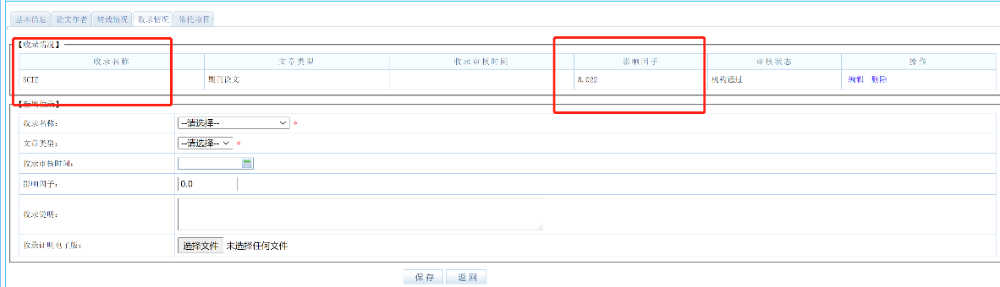 基本信息 论文作者 转载情况 收录情况 依托项目
【收录情况】
收录名称 文章类型 收录审核时间 影响因子 审核状态 操作
SCIE 期刊论文 8.022 机构通过 编辑 删除
【新增收录】
收录名称: --请选择-- *
文章类型: --请选择-- *
收录审核时间:
影响因子: 0.0
收录说明:
收录证明电子版: 选择文件 未选择任何文件
保存 返回